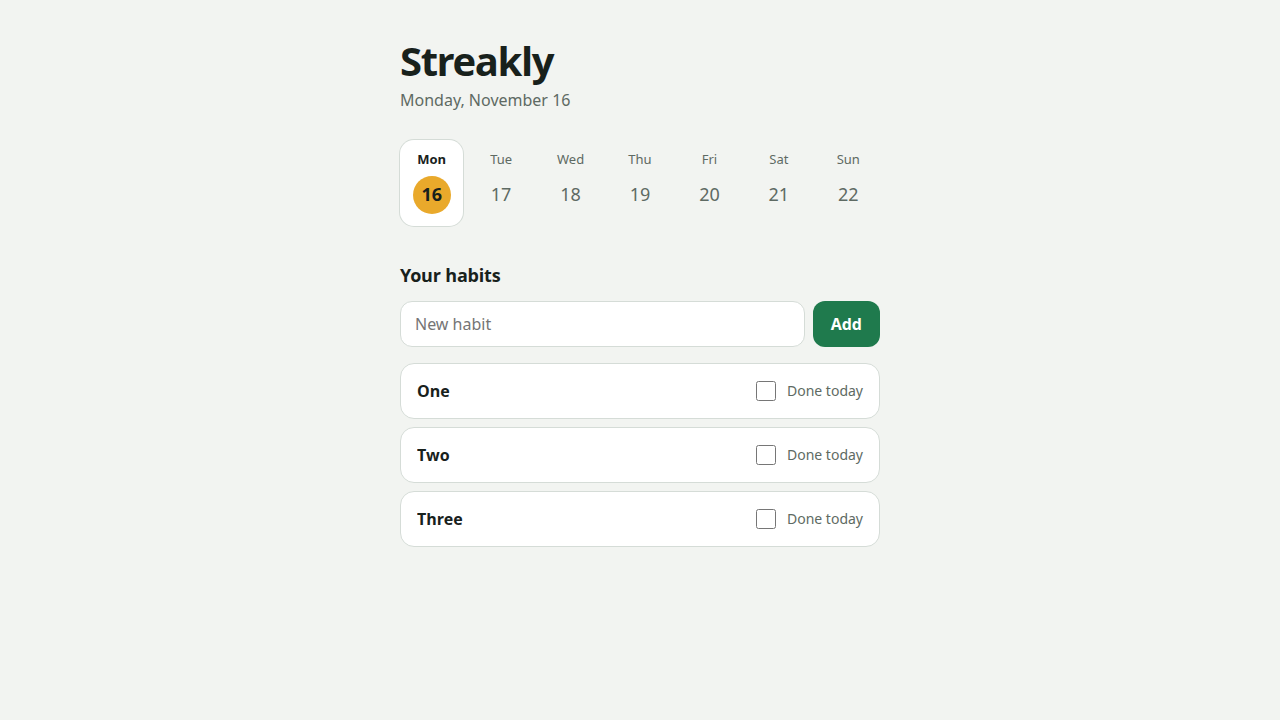 Streakly
Monday, November 16
Mon Tue Wed Thu Fri Sat Sun
16 17 18 19 20 21 22
Your habits
New habit Add
One Done today
Two Done today
Three Done today